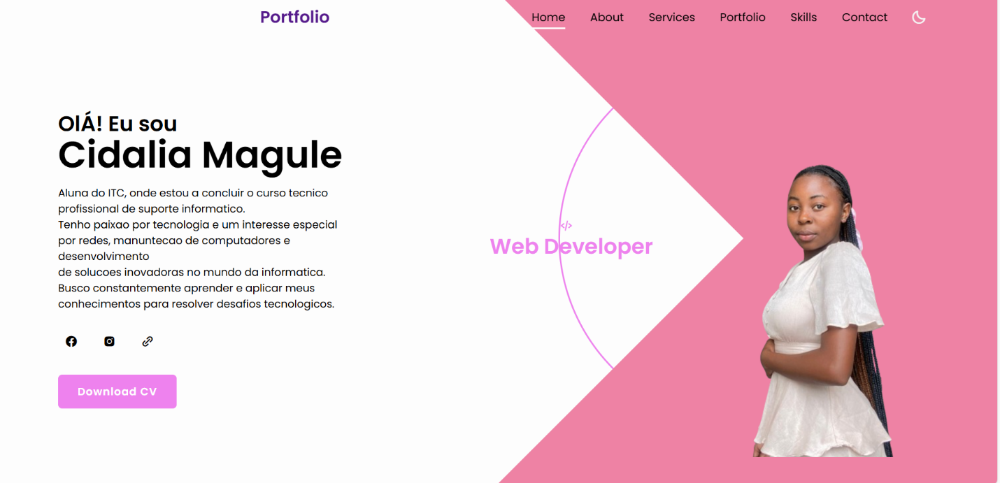 Portfolio
Home About Services Portfolio Skills Contact
OlÁ! Eu sou
Cidalia Magule
Aluna do ITC, onde estou a concluir o curso tecnico
profissional de suporte informatico.
Tenho paixao por tecnologia e um interesse especial
por redes, manuntecao de computadores e
desenvolvimento
de solucoes inovadoras no mundo da informatica.
Busco constantemente aprender e aplicar meus
conhecimentos para resolver desafios tecnologicos.
Download CV
</>
Web Developer